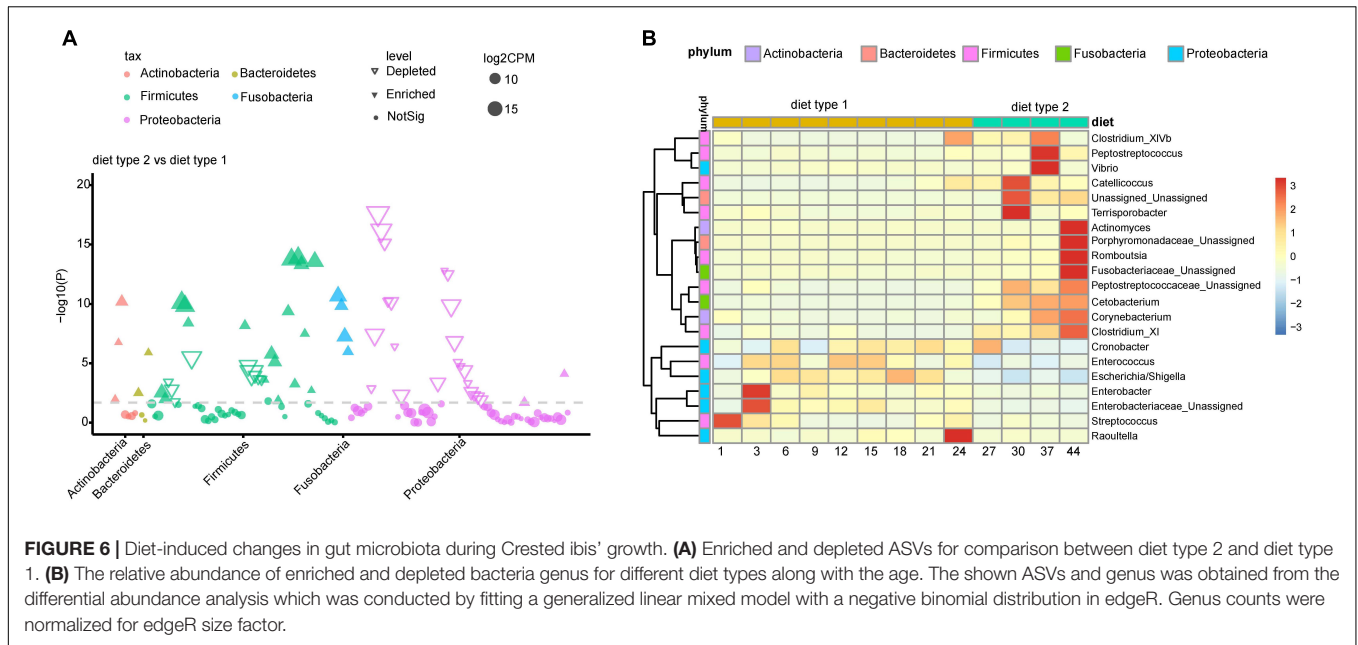 A
tax
Actinobacteria
Bacteroidetes
Firmicutes
Fusobacteria
Proteobacteria
level
Depleted
Enriched
NotSig
log2CPM
10
15
diet type 2 vs diet type 1
−log10(P)
20
15
10
5
0
Actinobacteria
Bacteroidetes
Firmicutes
Fusobacteria
Proteobacteria
B
phylum
Actinobacteria
Bacteroidetes
Firmicutes
Fusobacteria
Proteobacteria
phylum
diet type 1
diet type 2
diet
Clostridium_XlVb
Peptostreptococcus
Vibrio
Catellicoccus
Unassigned_Unassigned
Terrisporobacter
Actinomyces
Porphyromonadaceae_Unassigned
Romboutsia
Fusobacteriaceae_Unassigned
Peptostreptococcaceae_Unassigned
Cetobacterium
Corynebacterium
Clostridium_XI
Cronobacter
Enterococcus
Escherichia/Shigella
Enterobacter
Enterobacteriaceae_Unassigned
Streptococcus
Raoultella
1 3 6 9 12 15 18 21 24 27 30 37 44
3
2
1
0
−1
−2
−3
FIGURE 6 | Diet-induced changes in gut microbiota during Crested ibis' growth. (A) Enriched and depleted ASVs for comparison between diet type 2 and diet type
1. (B) The relative abundance of enriched and depleted bacteria genus for different diet types along with the age. The shown ASVs and genus was obtained from the
differential abundance analysis which was conducted by fitting a generalized linear mixed model with a negative binomial distribution in edgeR. Genus counts were
normalized for edgeR size factor.